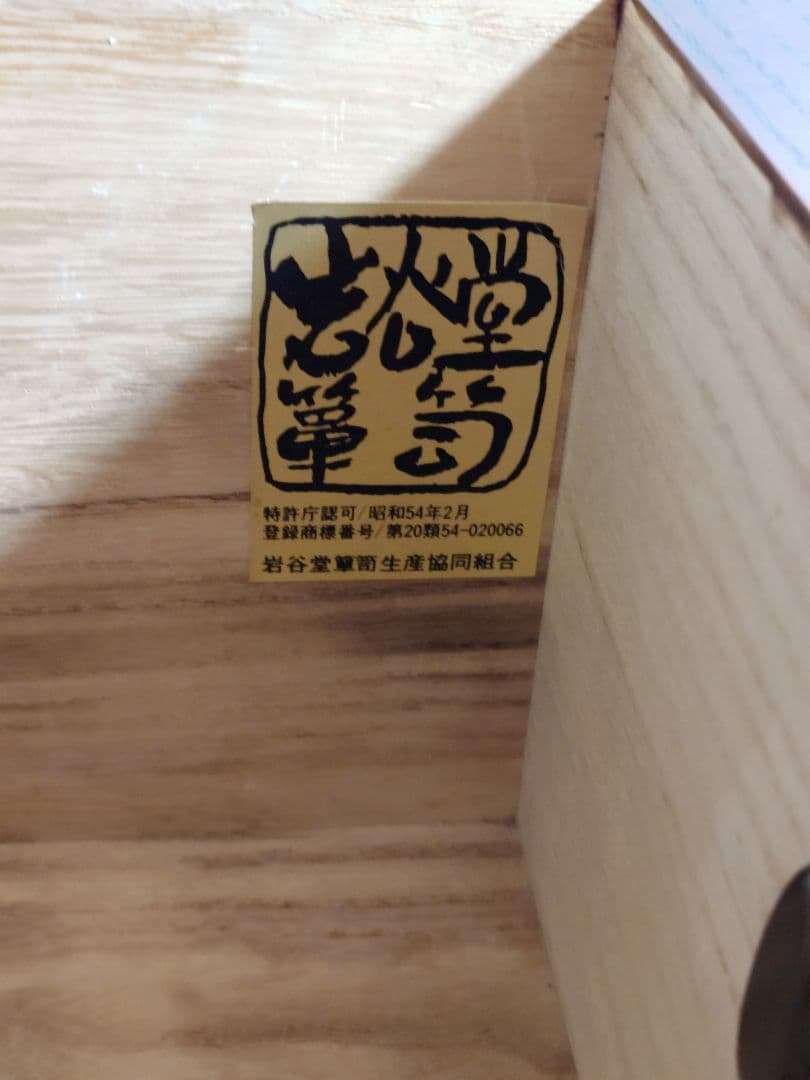 岩谷堂
簞笥
特許庁認可/昭和54年2月
登録商標番号/第20類54-020066
岩谷堂簞笥生産協同組合